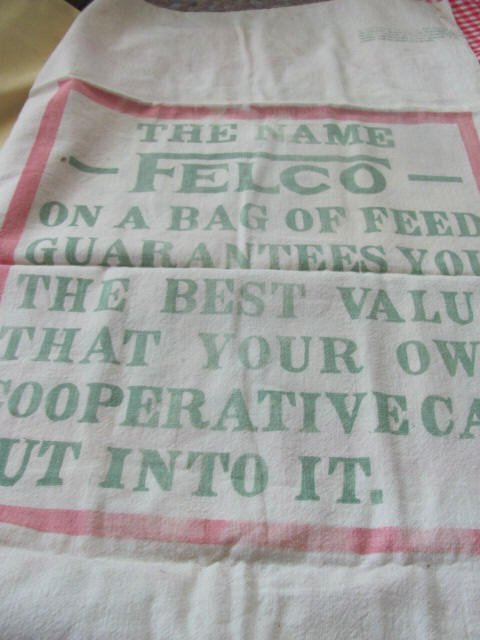 THE NAME
— FELCO —
ON A BAG OF FEED
GUARANTEES YOU
THE BEST VALU
THAT YOUR OW
COOPERATIVE CA
UT INTO IT.